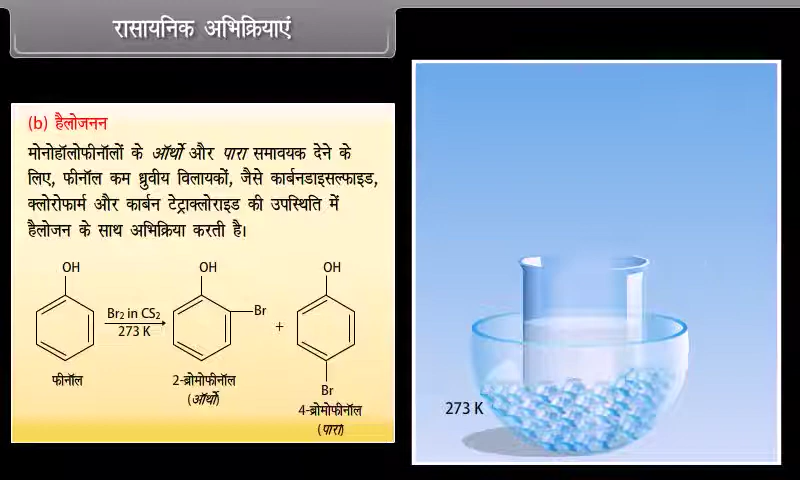 रासायनिक अभिक्रियाएं
(b) हैलोजनन
मोनोहॉलोफीनॉलों के ऑर्थो और पारा समावयक देने के
लिए, फीनॉल कम ध्रुवीय विलायकों, जैसे कार्बनडाइसल्फाइड,
क्लोरोफार्म और कार्बन टेट्राक्लोराइड की उपस्थिति में
हैलोजन के साथ अभिक्रिया करती है।
OH
OH
OH
Br₂ in CS₂
273 K
Br
+
Br
फीनॉल
2-ब्रोमोफीनॉल
(ऑर्थो)
4-ब्रोमोफीनॉल
(पारा)
273 K